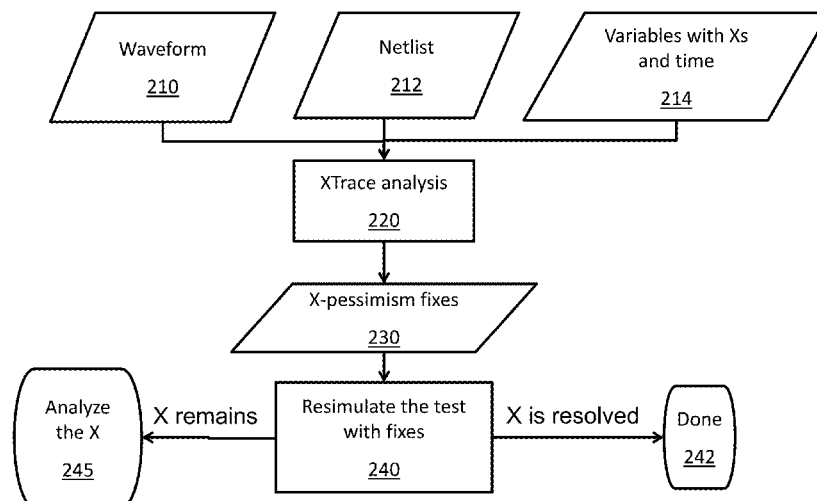 Waveform
210
Netlist
212
Variables with Xs
and time
214
XTrace analysis
220
X-pessimism fixes
230
Analyze
the X
245
X remains
Resimulate the test
with fixes
240
X is resolved
Done
242